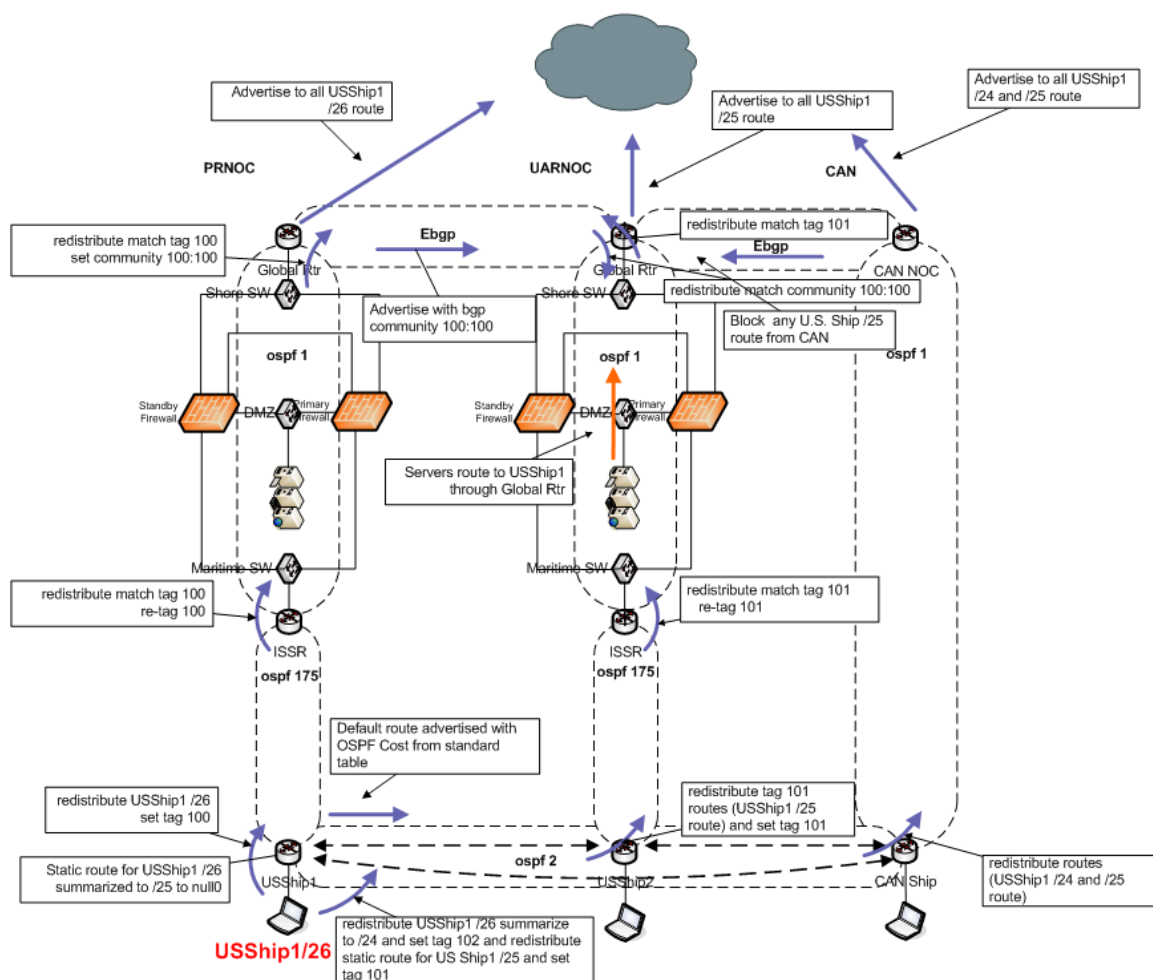 Advertise to all USShip1
/26 route
Advertise to all USShip1
/25 route
Advertise to all USShip1
/24 and /25 route
PRNOC
UARNOC
CAN
redistribute match tag 100
set community 100:100
Ebgp
redistribute match tag 101
Ebgp
Global Rtr
Global Rtr
CAN NOC
Shore SW
Shore SW
redistribute match community 100:100
Advertise with bgp
community 100:100
Block any U.S. Ship /25
route from CAN
ospf 1
ospf 1
ospf 1
Standby
Firewall
DMZ
Primary
Firewall
Standby
Firewall
DMZ
Primary
Firewall
Servers route to USShip1
through Global Rtr
Maritime SW
Maritime SW
redistribute match tag 100
re-tag 100
redistribute match tag 101
re-tag 101
ISSR
ISSR
ospf 175
ospf 175
Default route advertised with
OSPF Cost from standard
table
redistribute USShip1 /26
set tag 100
redistribute tag 101
routes (USShip1 /25
route) and set tag 101
Static route for USShip1 /26
summarized to /25 to null0
ospf 2
USShip1
USShip2
CAN Ship
redistribute routes
(USShip1 /24 and /25
route)
USShip1/26
redistribute USShip1 /26 summarize
to /24 and set tag 102 and redistribute
static route for US Ship1 /25 and set
tag 101